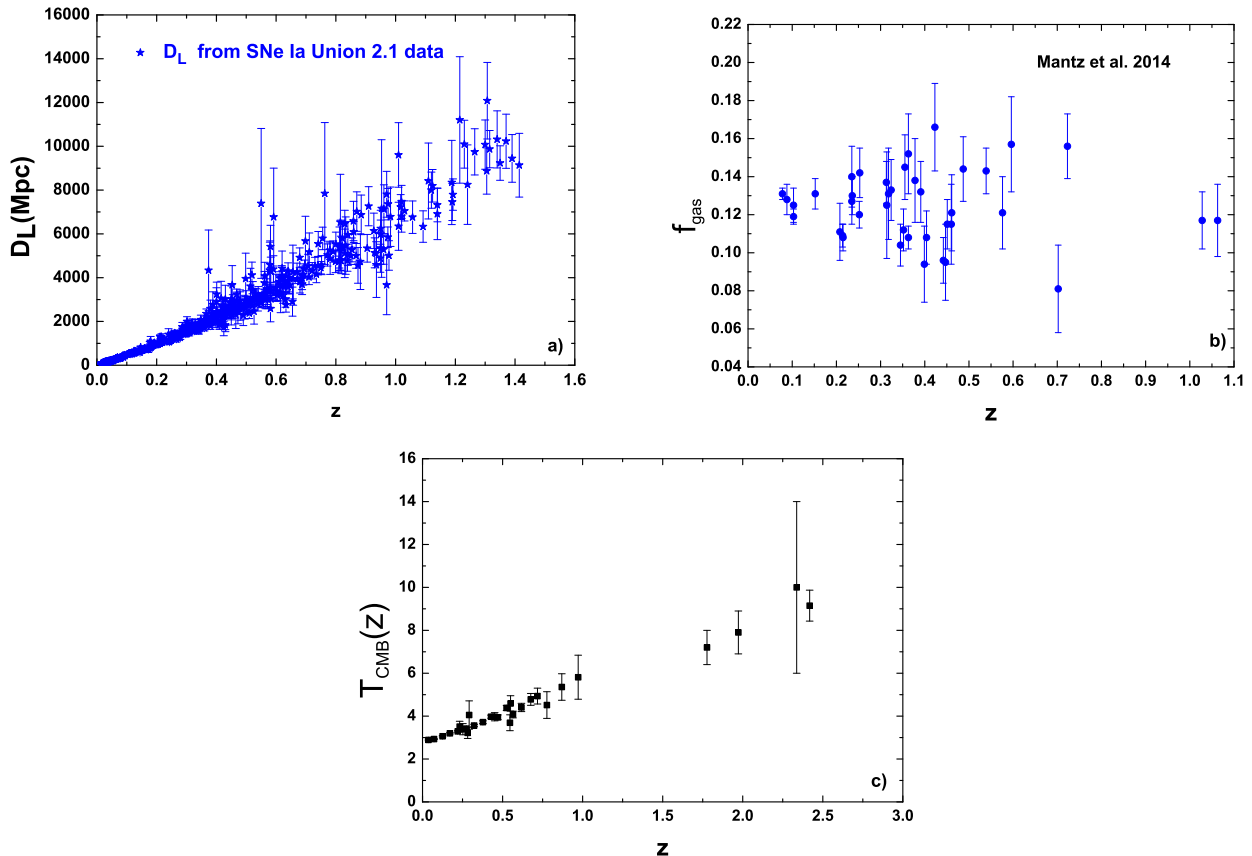 16000
14000
12000
10000
8000
6000
4000
2000
0
D_L(Mpc)
D_L from SNe Ia Union 2.1 data
a)
0.0 0.2 0.4 0.6 0.8 1.0 1.2 1.4 1.6
z
0.22
0.20
0.18
0.16
0.14
0.12
0.10
0.08
0.06
0.04
f_gas
Mantz et al. 2014
b)
0.0 0.1 0.2 0.3 0.4 0.5 0.6 0.7 0.8 0.9 1.0 1.1
z
16
14
12
10
8
6
4
2
0
T_CMB(z)
c)
0.0 0.5 1.0 1.5 2.0 2.5 3.0
z